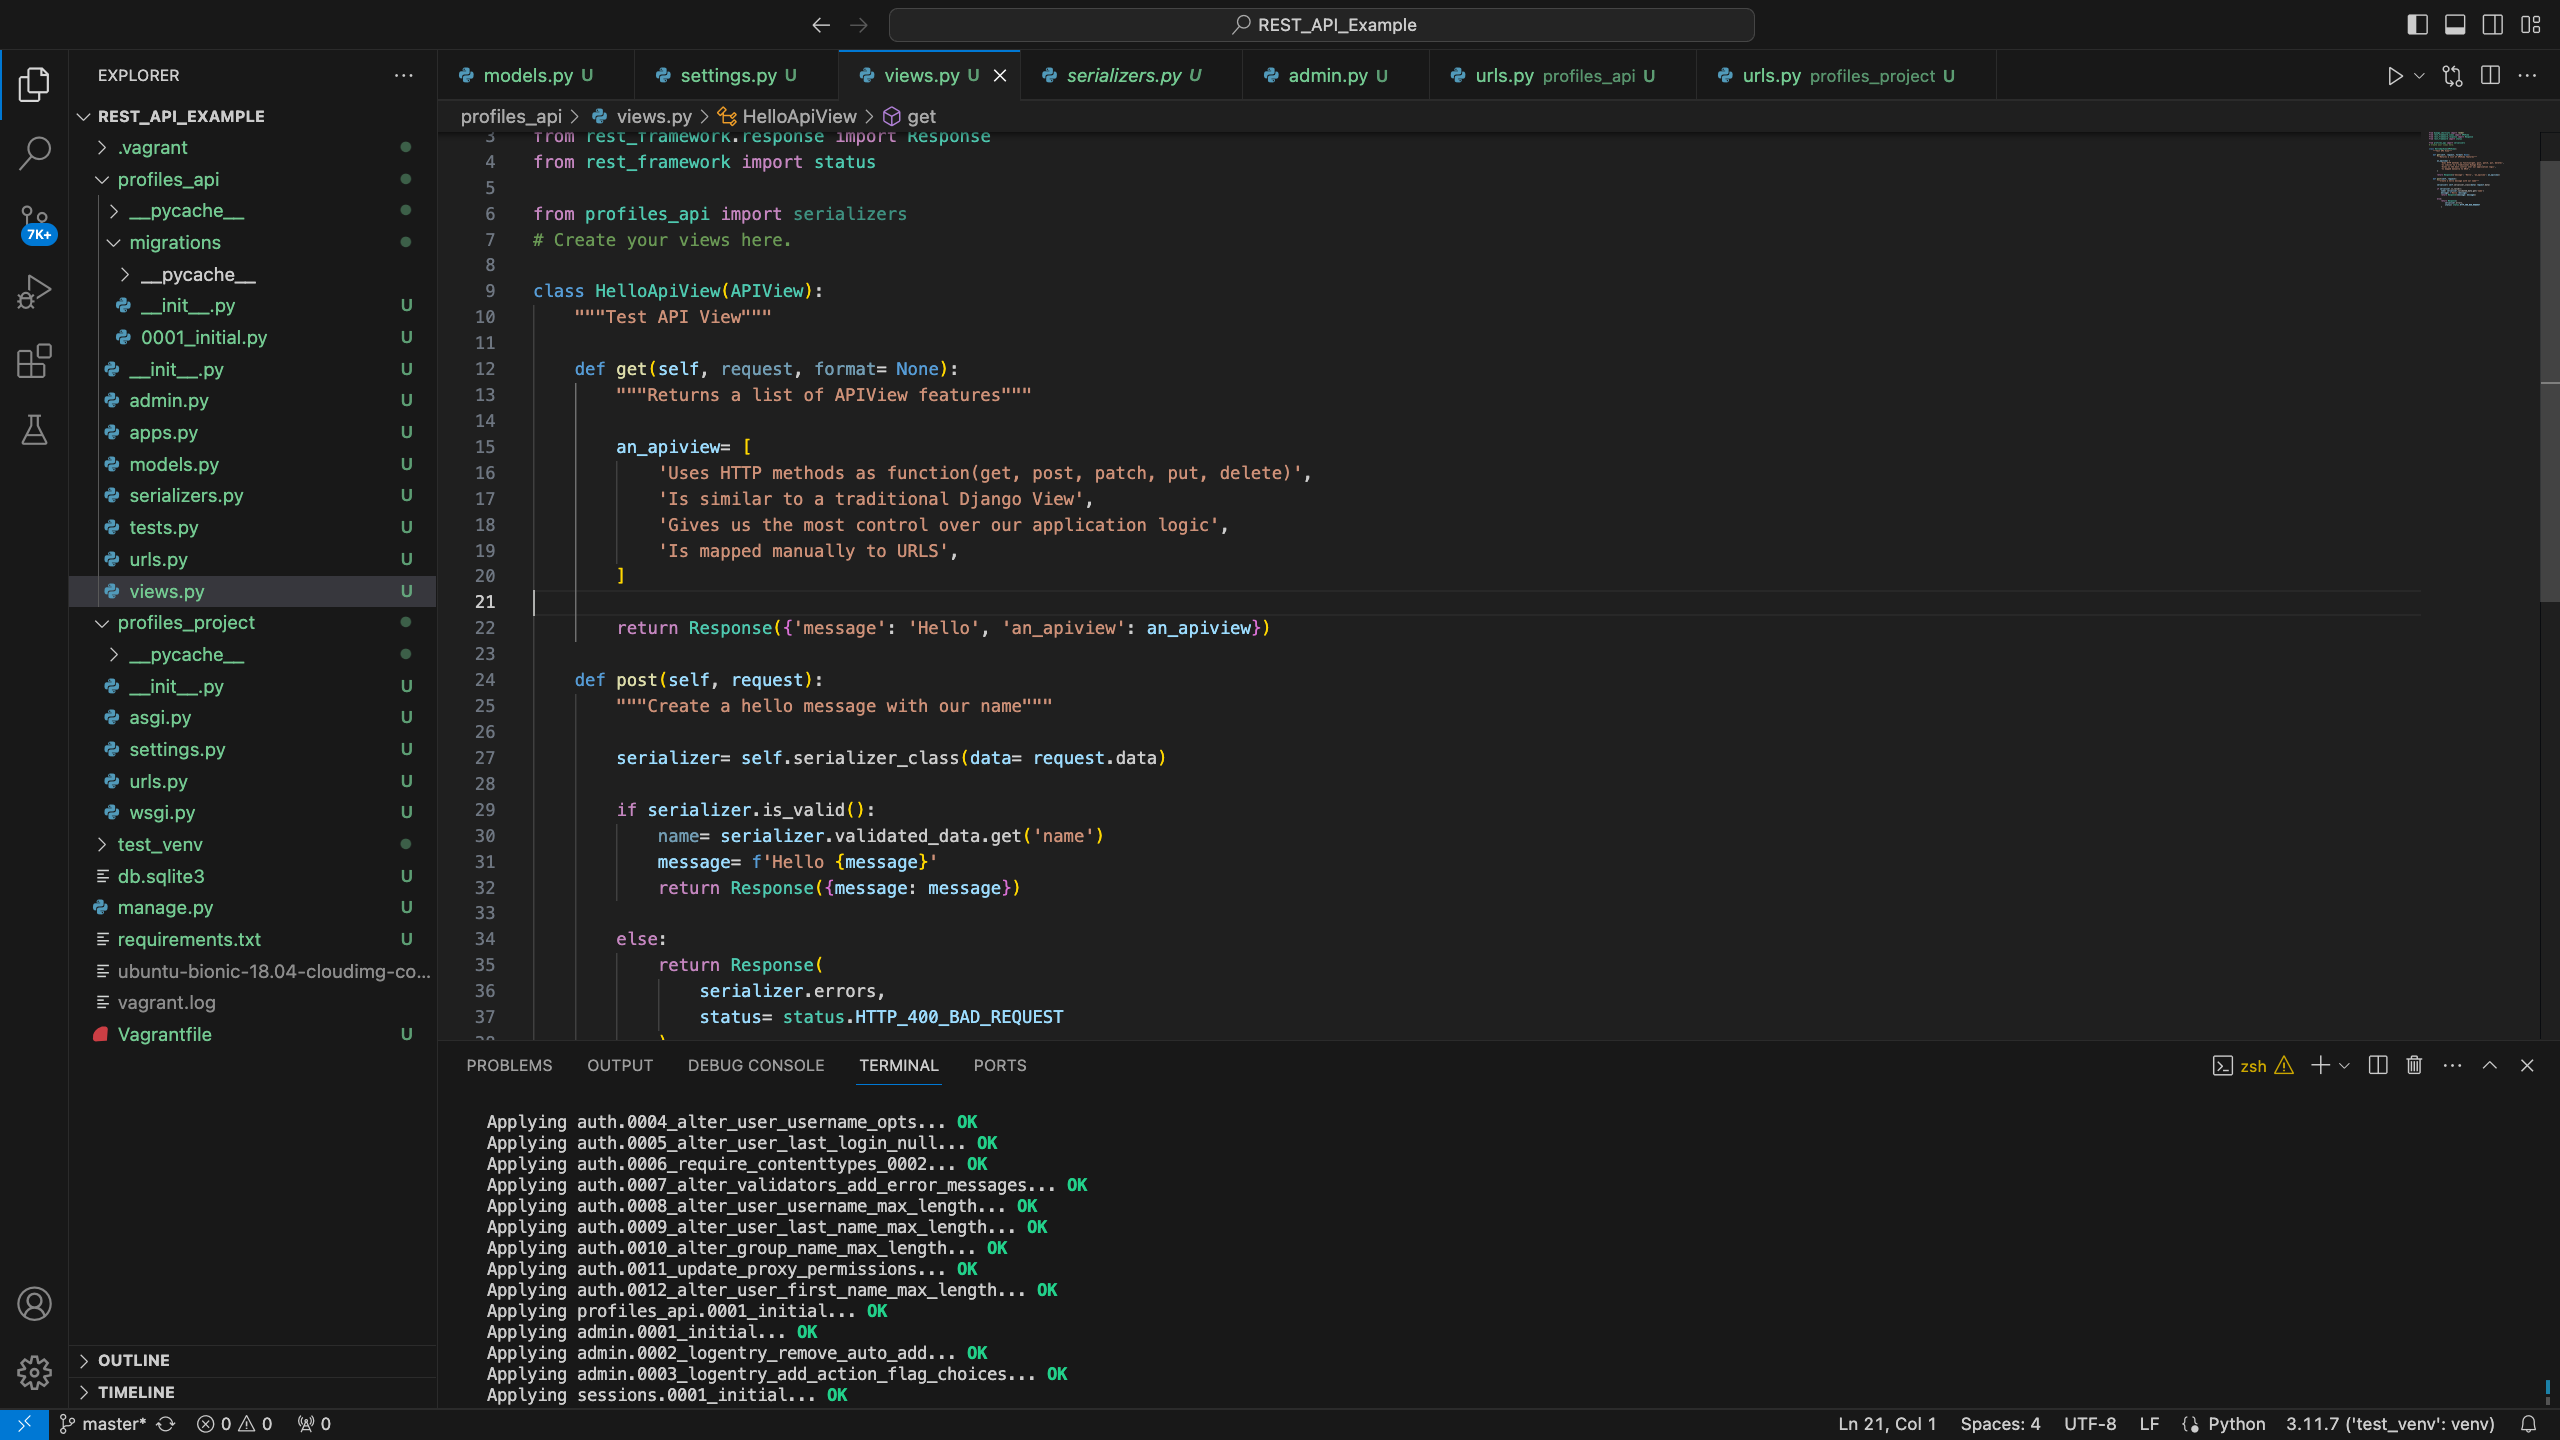 REST_API_Example
EXPLORER
REST_API_EXAMPLE
.vagrant
profiles_api
__pycache__
migrations
__pycache__
__init__.py U
0001_initial.py U
__init__.py U
admin.py U
apps.py U
models.py U
serializers.py U
tests.py U
urls.py U
views.py U
profiles_project
__pycache__
__init__.py U
asgi.py U
settings.py U
urls.py U
wsgi.py U
test_venv
db.sqlite3 U
manage.py U
requirements.txt U
ubuntu-bionic-18.04-cloudimg-co...
vagrant.log
Vagrantfile U
OUTLINE
TIMELINE
7K+
models.py U settings.py U views.py U serializers.py U admin.py U urls.py profiles_api U urls.py profiles_project U
profiles_api > views.py > HelloApiView > get
3 from rest_framework.response import Response
4 from rest_framework import status
5
6 from profiles_api import serializers
7 # Create your views here.
8
9 class HelloApiView(APIView):
10 """Test API View"""
11
12 def get(self, request, format= None):
13 """Returns a list of APIView features"""
14
15 an_apiview= [
16 'Uses HTTP methods as function(get, post, patch, put, delete)',
17 'Is similar to a traditional Django View',
18 'Gives us the most control over our application logic',
19 'Is mapped manually to URLS',
20 ]
21
22 return Response({'message': 'Hello', 'an_apiview': an_apiview})
23
24 def post(self, request):
25 """Create a hello message with our name"""
26
27 serializer= self.serializer_class(data= request.data)
28
29 if serializer.is_valid():
30 name= serializer.validated_data.get('name')
31 message= f'Hello {message}'
32 return Response({message: message})
33
34 else:
35 return Response(
36 serializer.errors,
37 status= status.HTTP_400_BAD_REQUEST
38 )
PROBLEMS OUTPUT DEBUG CONSOLE TERMINAL PORTS
zsh
Applying auth.0004_alter_user_username_opts... OK
Applying auth.0005_alter_user_last_login_null... OK
Applying auth.0006_require_contenttypes_0002... OK
Applying auth.0007_alter_validators_add_error_messages... OK
Applying auth.0008_alter_user_username_max_length... OK
Applying auth.0009_alter_user_last_name_max_length... OK
Applying auth.0010_alter_group_name_max_length... OK
Applying auth.0011_update_proxy_permissions... OK
Applying auth.0012_alter_user_first_name_max_length... OK
Applying profiles_api.0001_initial... OK
Applying admin.0001_initial... OK
Applying admin.0002_logentry_remove_auto_add... OK
Applying admin.0003_logentry_add_action_flag_choices... OK
Applying sessions.0001_initial... OK
master* 0 0 0 Ln 21, Col 1 Spaces: 4 UTF-8 LF Python 3.11.7 ('test_venv': venv)